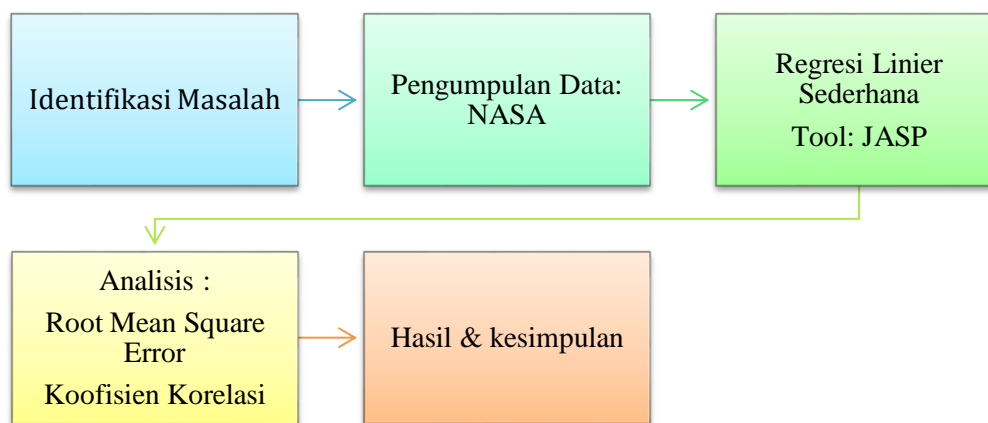 Identifikasi Masalah
Pengumpulan Data:
NASA
Regresi Linier
Sederhana
Tool: JASP
Analisis :
Root Mean Square
Error
Koofisien Korelasi
Hasil & kesimpulan